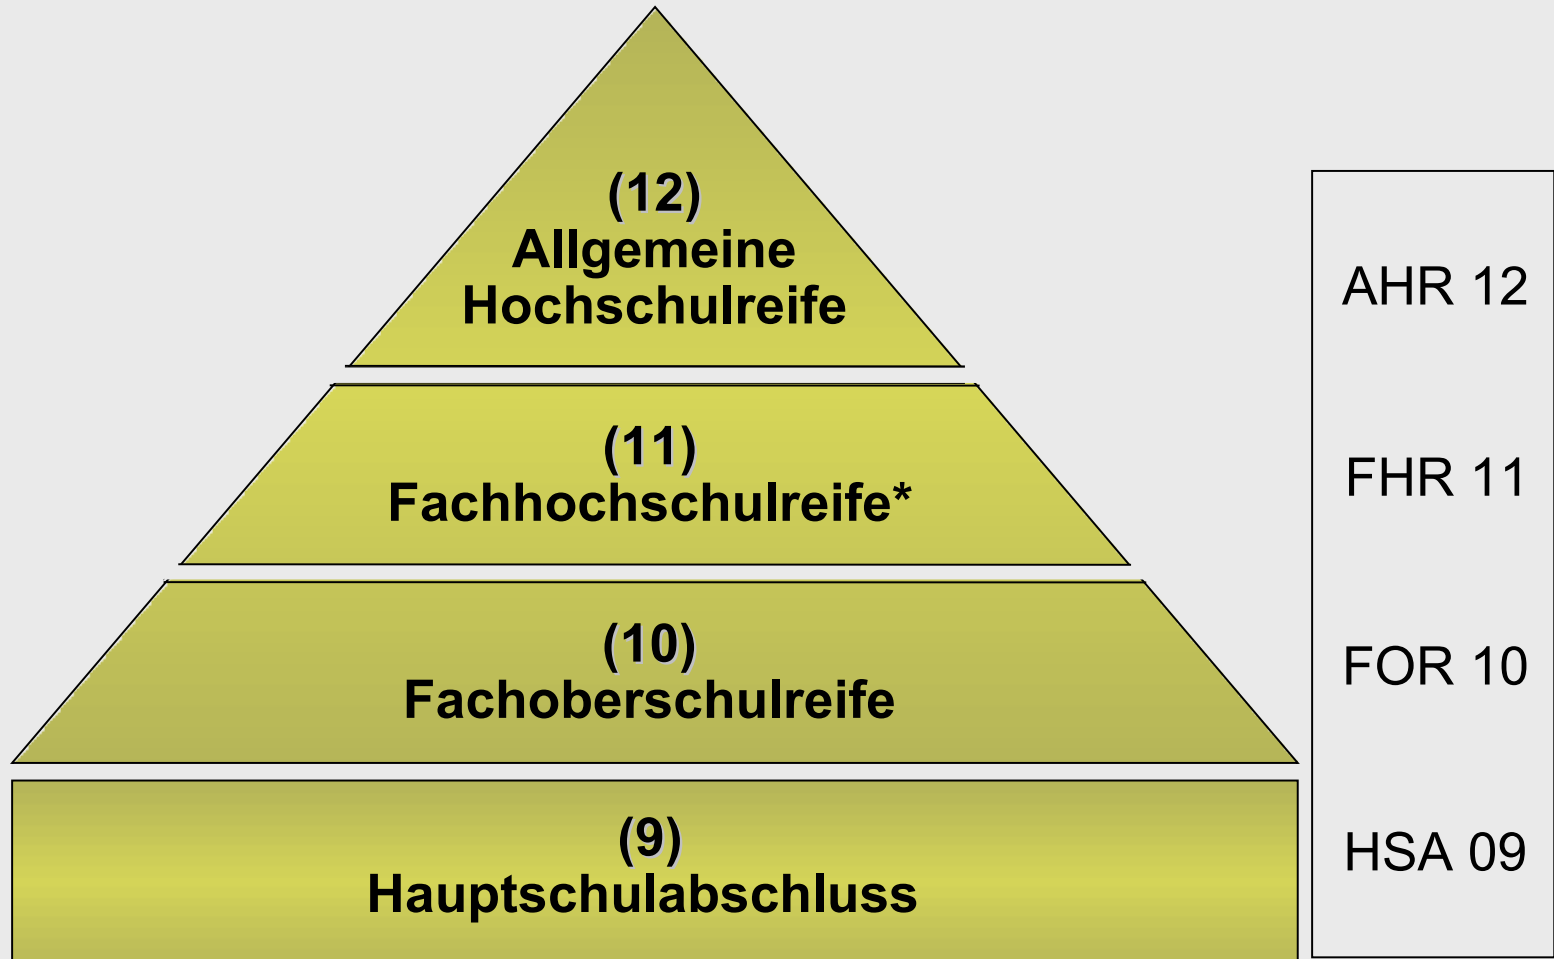 (12)
Allgemeine
Hochschulreife
(11)
Fachhochschulreife*
(10)
Fachoberschulreife
(9)
Hauptschulabschluss
AHR 12
FHR 11
FOR 10
HSA 09